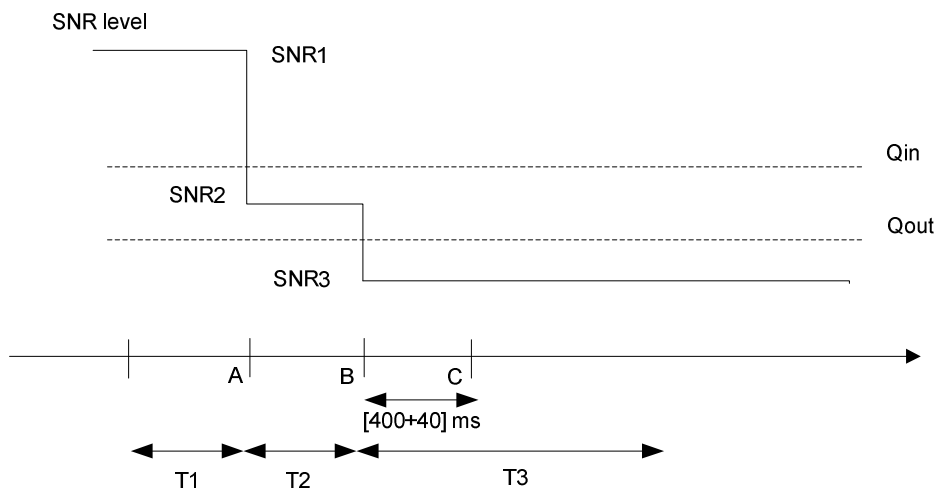 SNR level
SNR1
Qin
SNR2
Qout
SNR3
A
B
C
[400+40] ms
T1
T2
T3